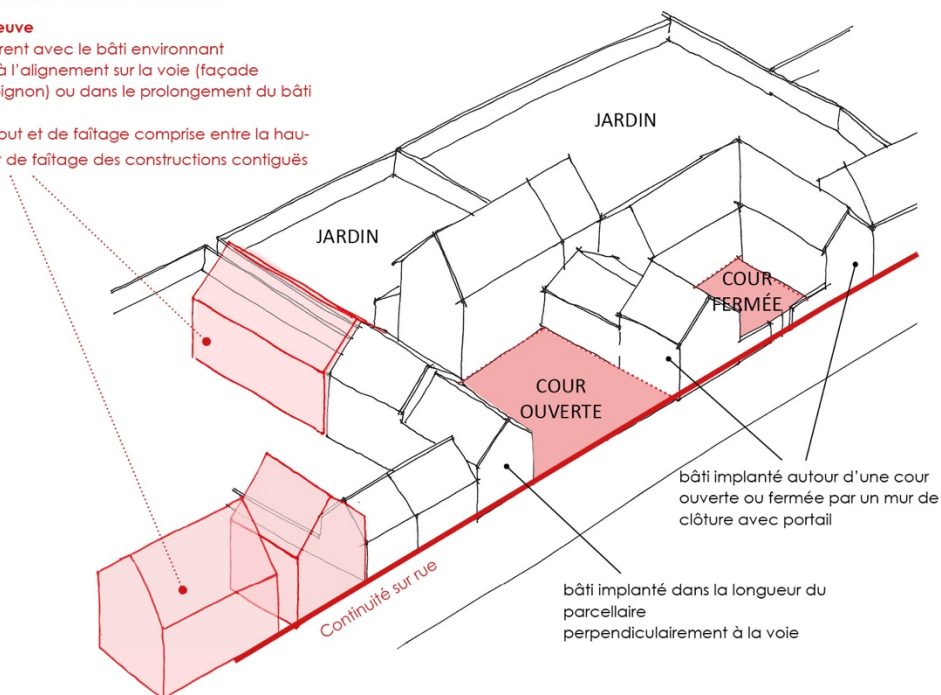 euve
rent avec le bâti environnant
à l'alignement sur la voie (façade
ignon) ou dans le prolongement du bâti
out et de faîtage comprise entre la hau-
t de faîtage des constructions contiguës
JARDIN
JARDIN
COUR
FERMÉE
COUR
OUVERTE
bâti implanté autour d'une cour
ouverte ou fermée par un mur de
clôture avec portail
bâti implanté dans la longueur du
parcellaire
perpendiculairement à la voie
Continuité sur rue